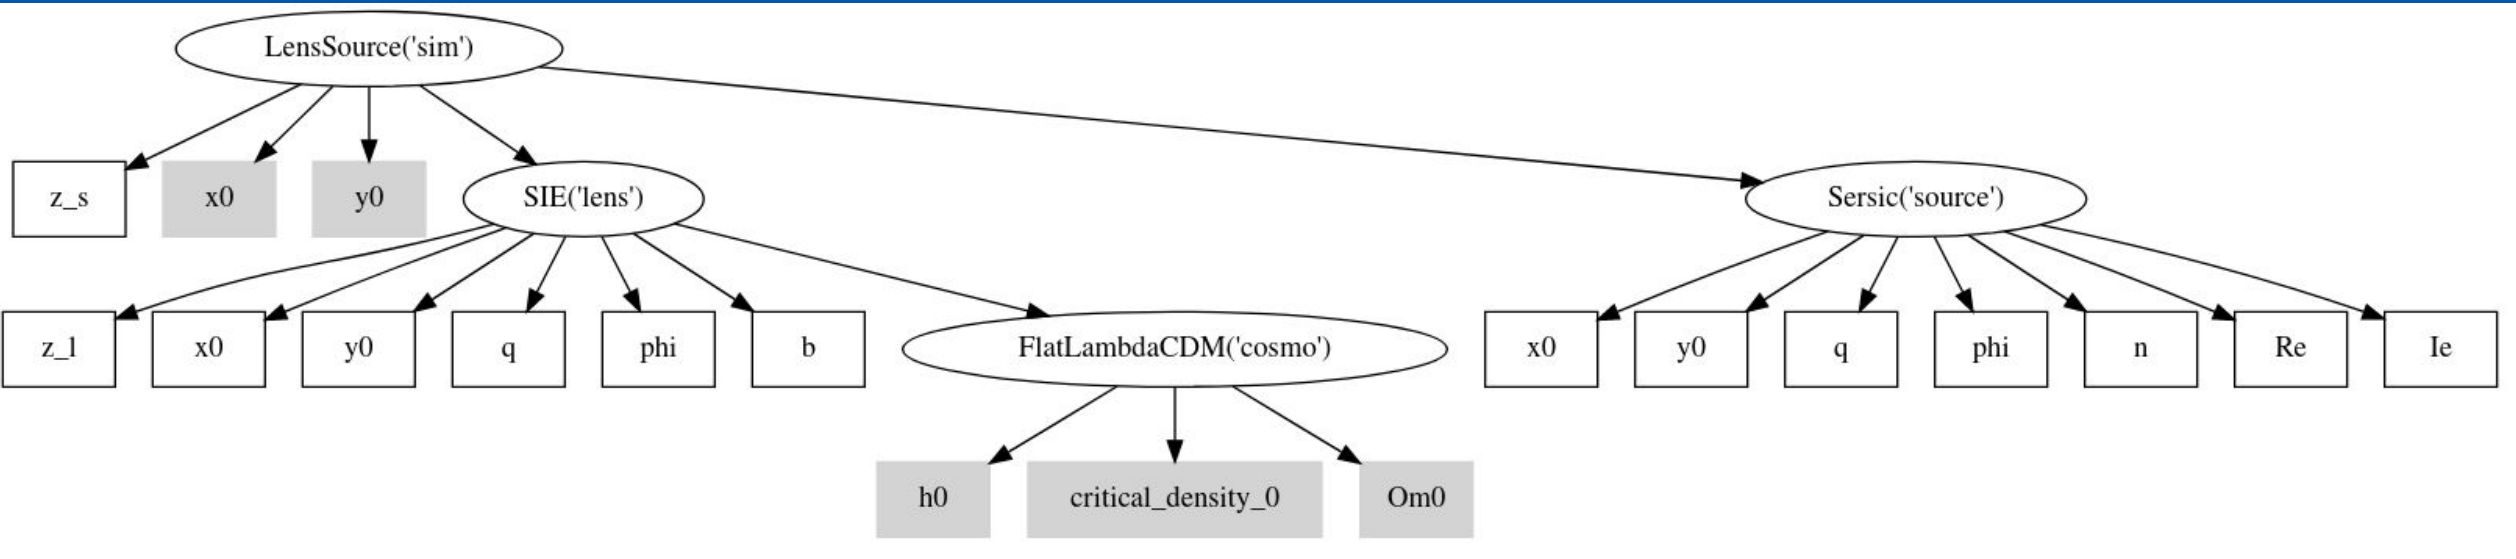 LensSource('sim')
z_s
x0
y0
SIE('lens')
Sersic('source')
z_l
x0
y0
q
phi
b
FlatLambdaCDM('cosmo')
x0
y0
q
phi
n
Re
Ie
h0
critical_density_0
Om0